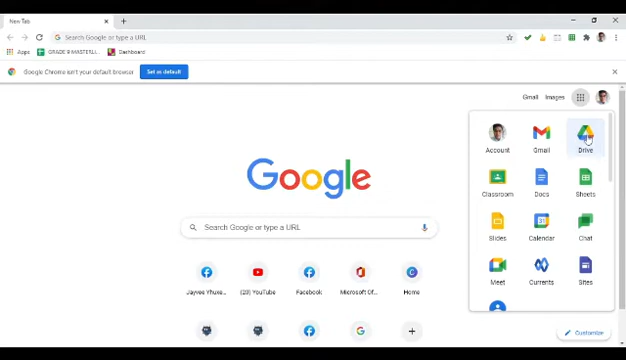 New Tab
Search Google or type a URL
Apps
GRADE 9 MASTERLI...
Dashboard
Google Chrome isn't your default browser
Set as default
Gmail
Images
Account
Gmail
Drive
Google
Classroom
Docs
Sheets
Search Google or type a URL
Slides
Calendar
Chat
Meet
Currents
Sites
Jayvee Yhuxe...
(23) YouTube
Facebook
Microsoft Of...
Home
Customize